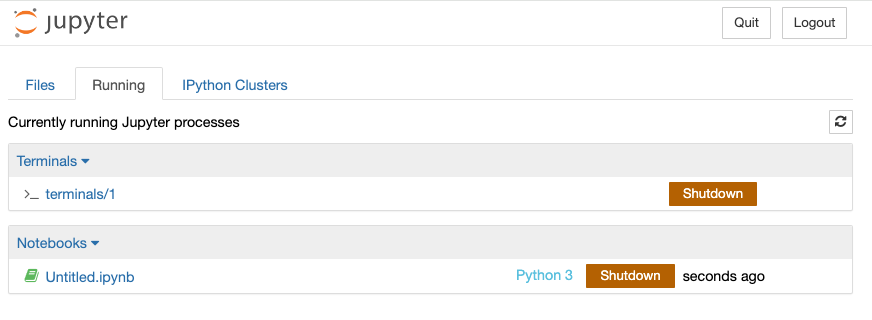 jupyter Quit Logout
Files Running IPython Clusters
Currently running Jupyter processes
Terminals
terminals/1 Shutdown
Notebooks
Untitled.ipynb Python 3 Shutdown seconds ago